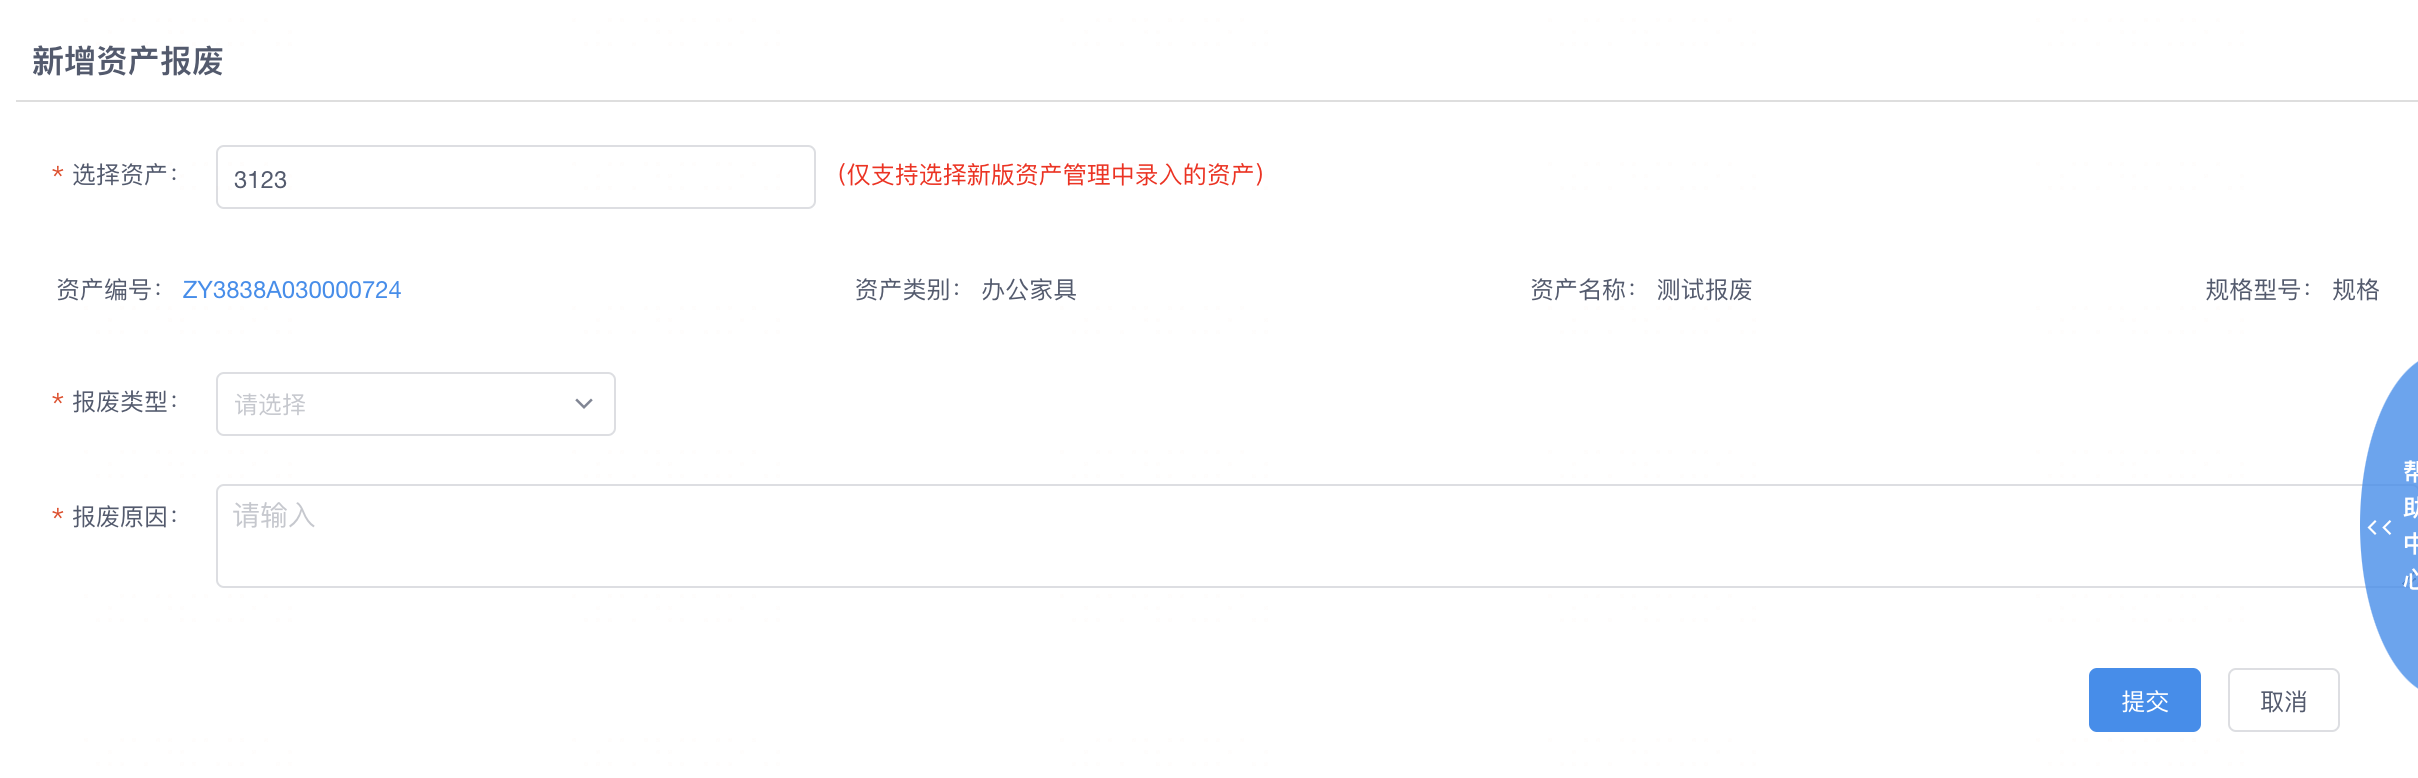 新增资产报废
* 选择资产： 3123 （仅支持选择新版资产管理中录入的资产）
资产编号： ZY3838A030000724 资产类别： 办公家具 资产名称： 测试报废 规格型号： 规格
* 报废类型： 请选择
* 报废原因： 请输入
<< 帮助中心
提交 取消